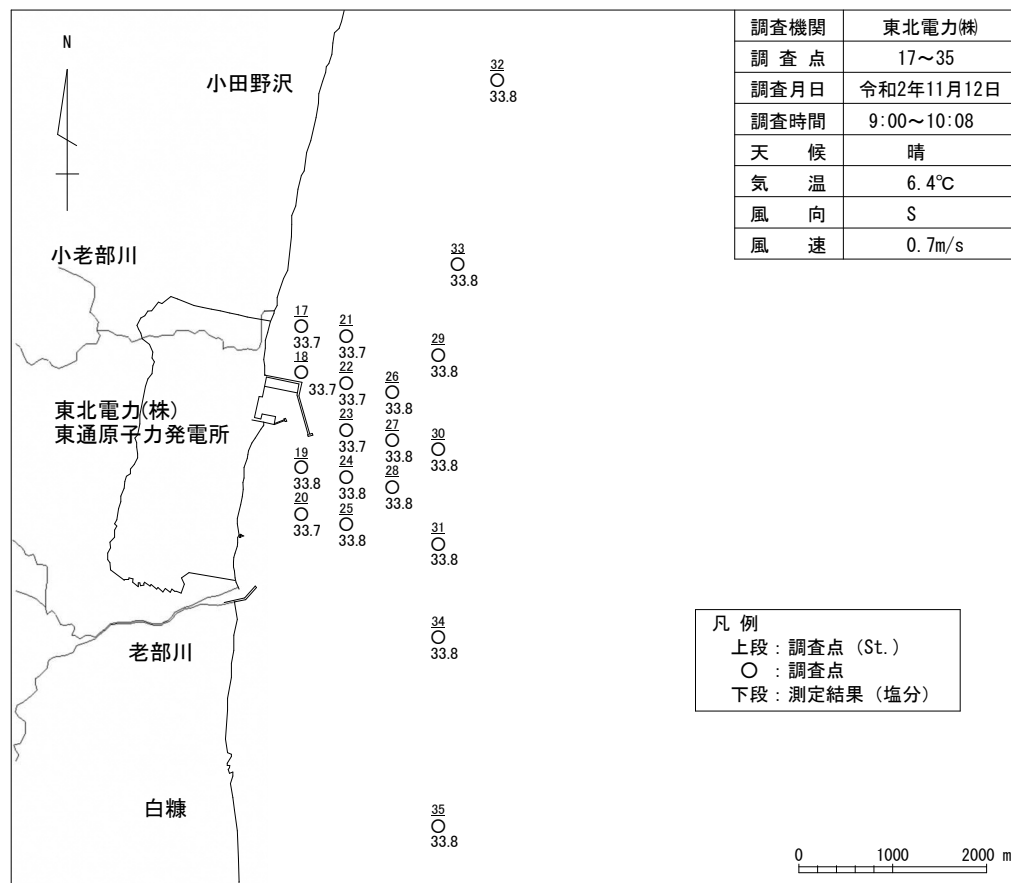 調査機関 東北電力㈱
調査点 17～35
調査月日 令和2年11月12日
調査時間 9:00～10:08
天候 晴
気温 6.4℃
風向 S
風速 0.7m/s
N
小田野沢
32
33.8
小老部川
33
33.8
17
33.7
21
33.7
29
33.8
18
33.7
22
33.7
26
33.8
東北電力(株)
東通原子力発電所
23
33.7
27
33.8
30
33.8
19
33.8
24
33.8
28
33.8
20
33.7
25
33.8
31
33.8
34
33.8
老部川
凡 例
上段：調査点（St.）
○ ：調査点
下段：測定結果（塩分）
白糠
35
33.8
0 1000 2000 m